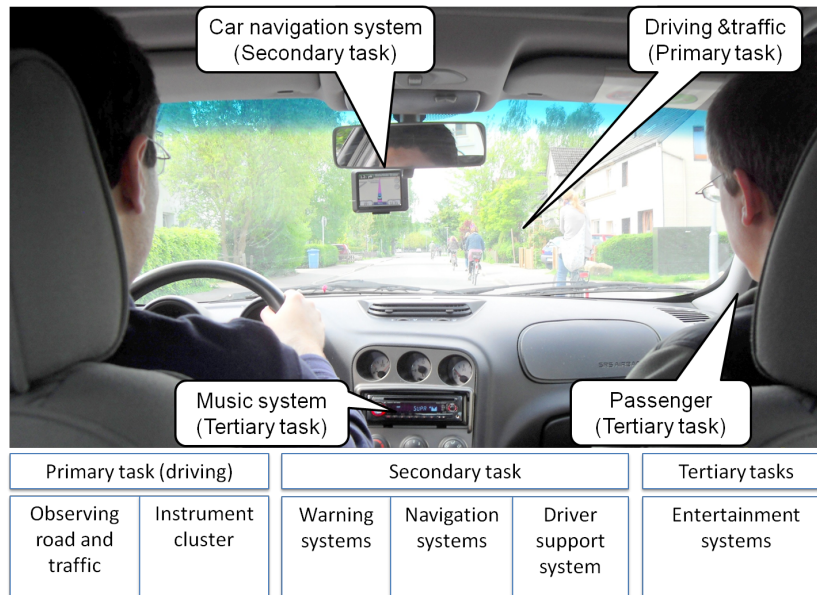 Car navigation system
(Secondary task)
Driving &traffic
(Primary task)
Music system
(Tertiary task)
Passenger
(Tertiary task)
Primary task (driving)
Secondary task
Tertiary tasks
Observing
road and
traffic
Instrument
cluster
Warning
systems
Navigation
systems
Driver
support
system
Entertainment
systems